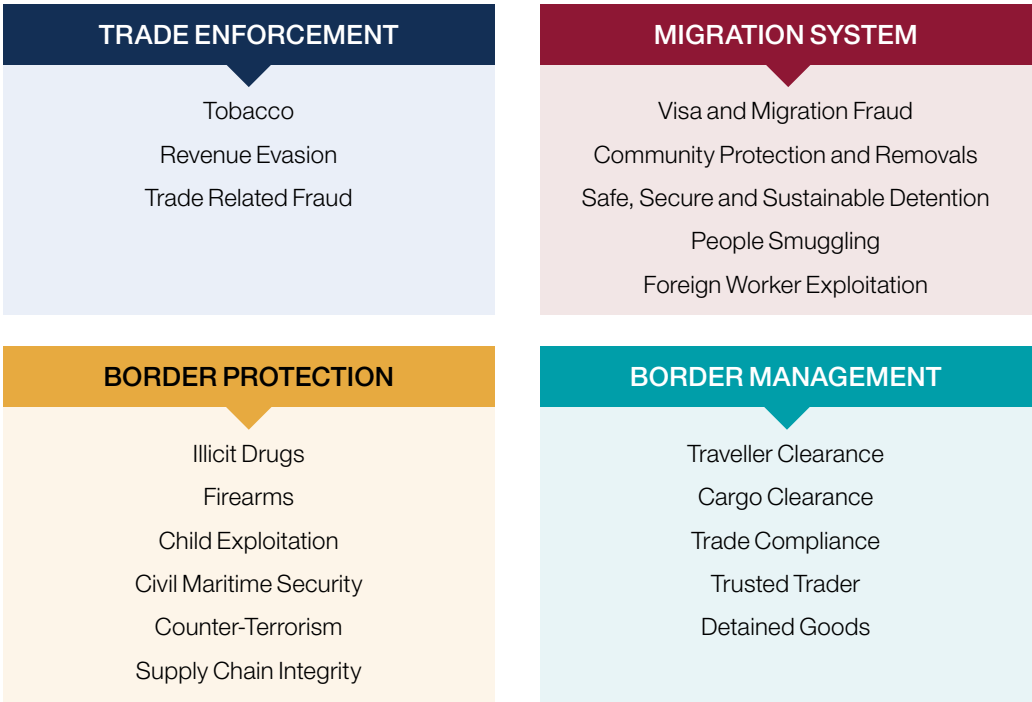 TRADE ENFORCEMENT
Tobacco
Revenue Evasion
Trade Related Fraud
MIGRATION SYSTEM
Visa and Migration Fraud
Community Protection and Removals
Safe, Secure and Sustainable Detention
People Smuggling
Foreign Worker Exploitation
BORDER PROTECTION
Illicit Drugs
Firearms
Child Exploitation
Civil Maritime Security
Counter-Terrorism
Supply Chain Integrity
BORDER MANAGEMENT
Traveller Clearance
Cargo Clearance
Trade Compliance
Trusted Trader
Detained Goods